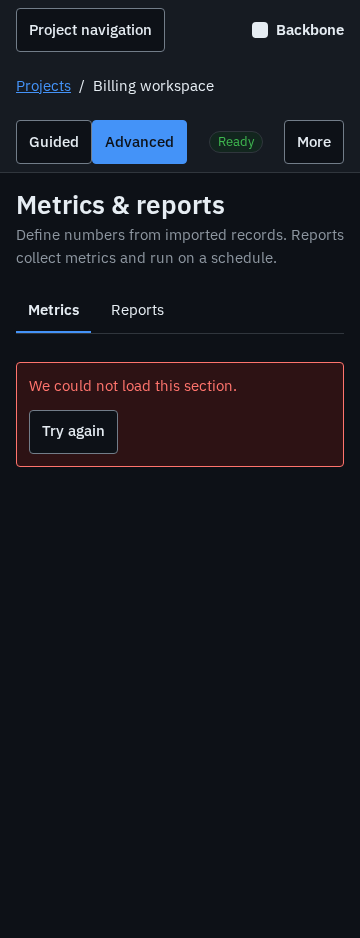 Project navigation
Backbone
Projects / Billing workspace
Guided
Advanced
Ready
More
Metrics & reports
Define numbers from imported records. Reports
collect metrics and run on a schedule.
Metrics
Reports
We could not load this section.
Try again